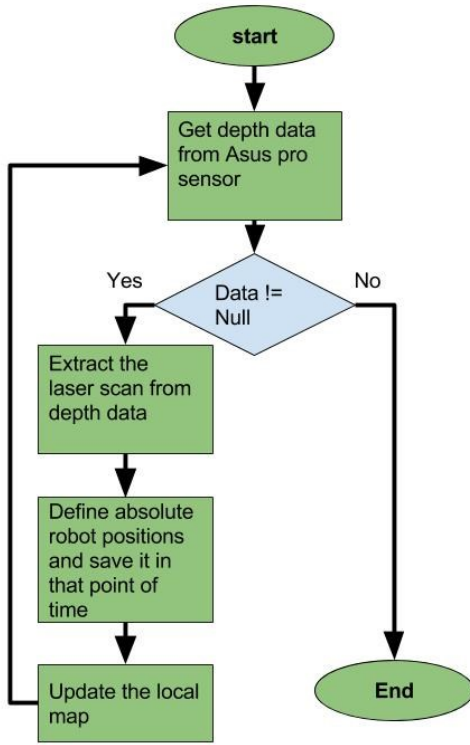 start
Get depth data
from Asus pro
sensor
Yes
No
Data !=
Null
Extract the
laser scan from
depth data
Define absolute
robot positions
and save it in
that point of
time
Update the local
map
End